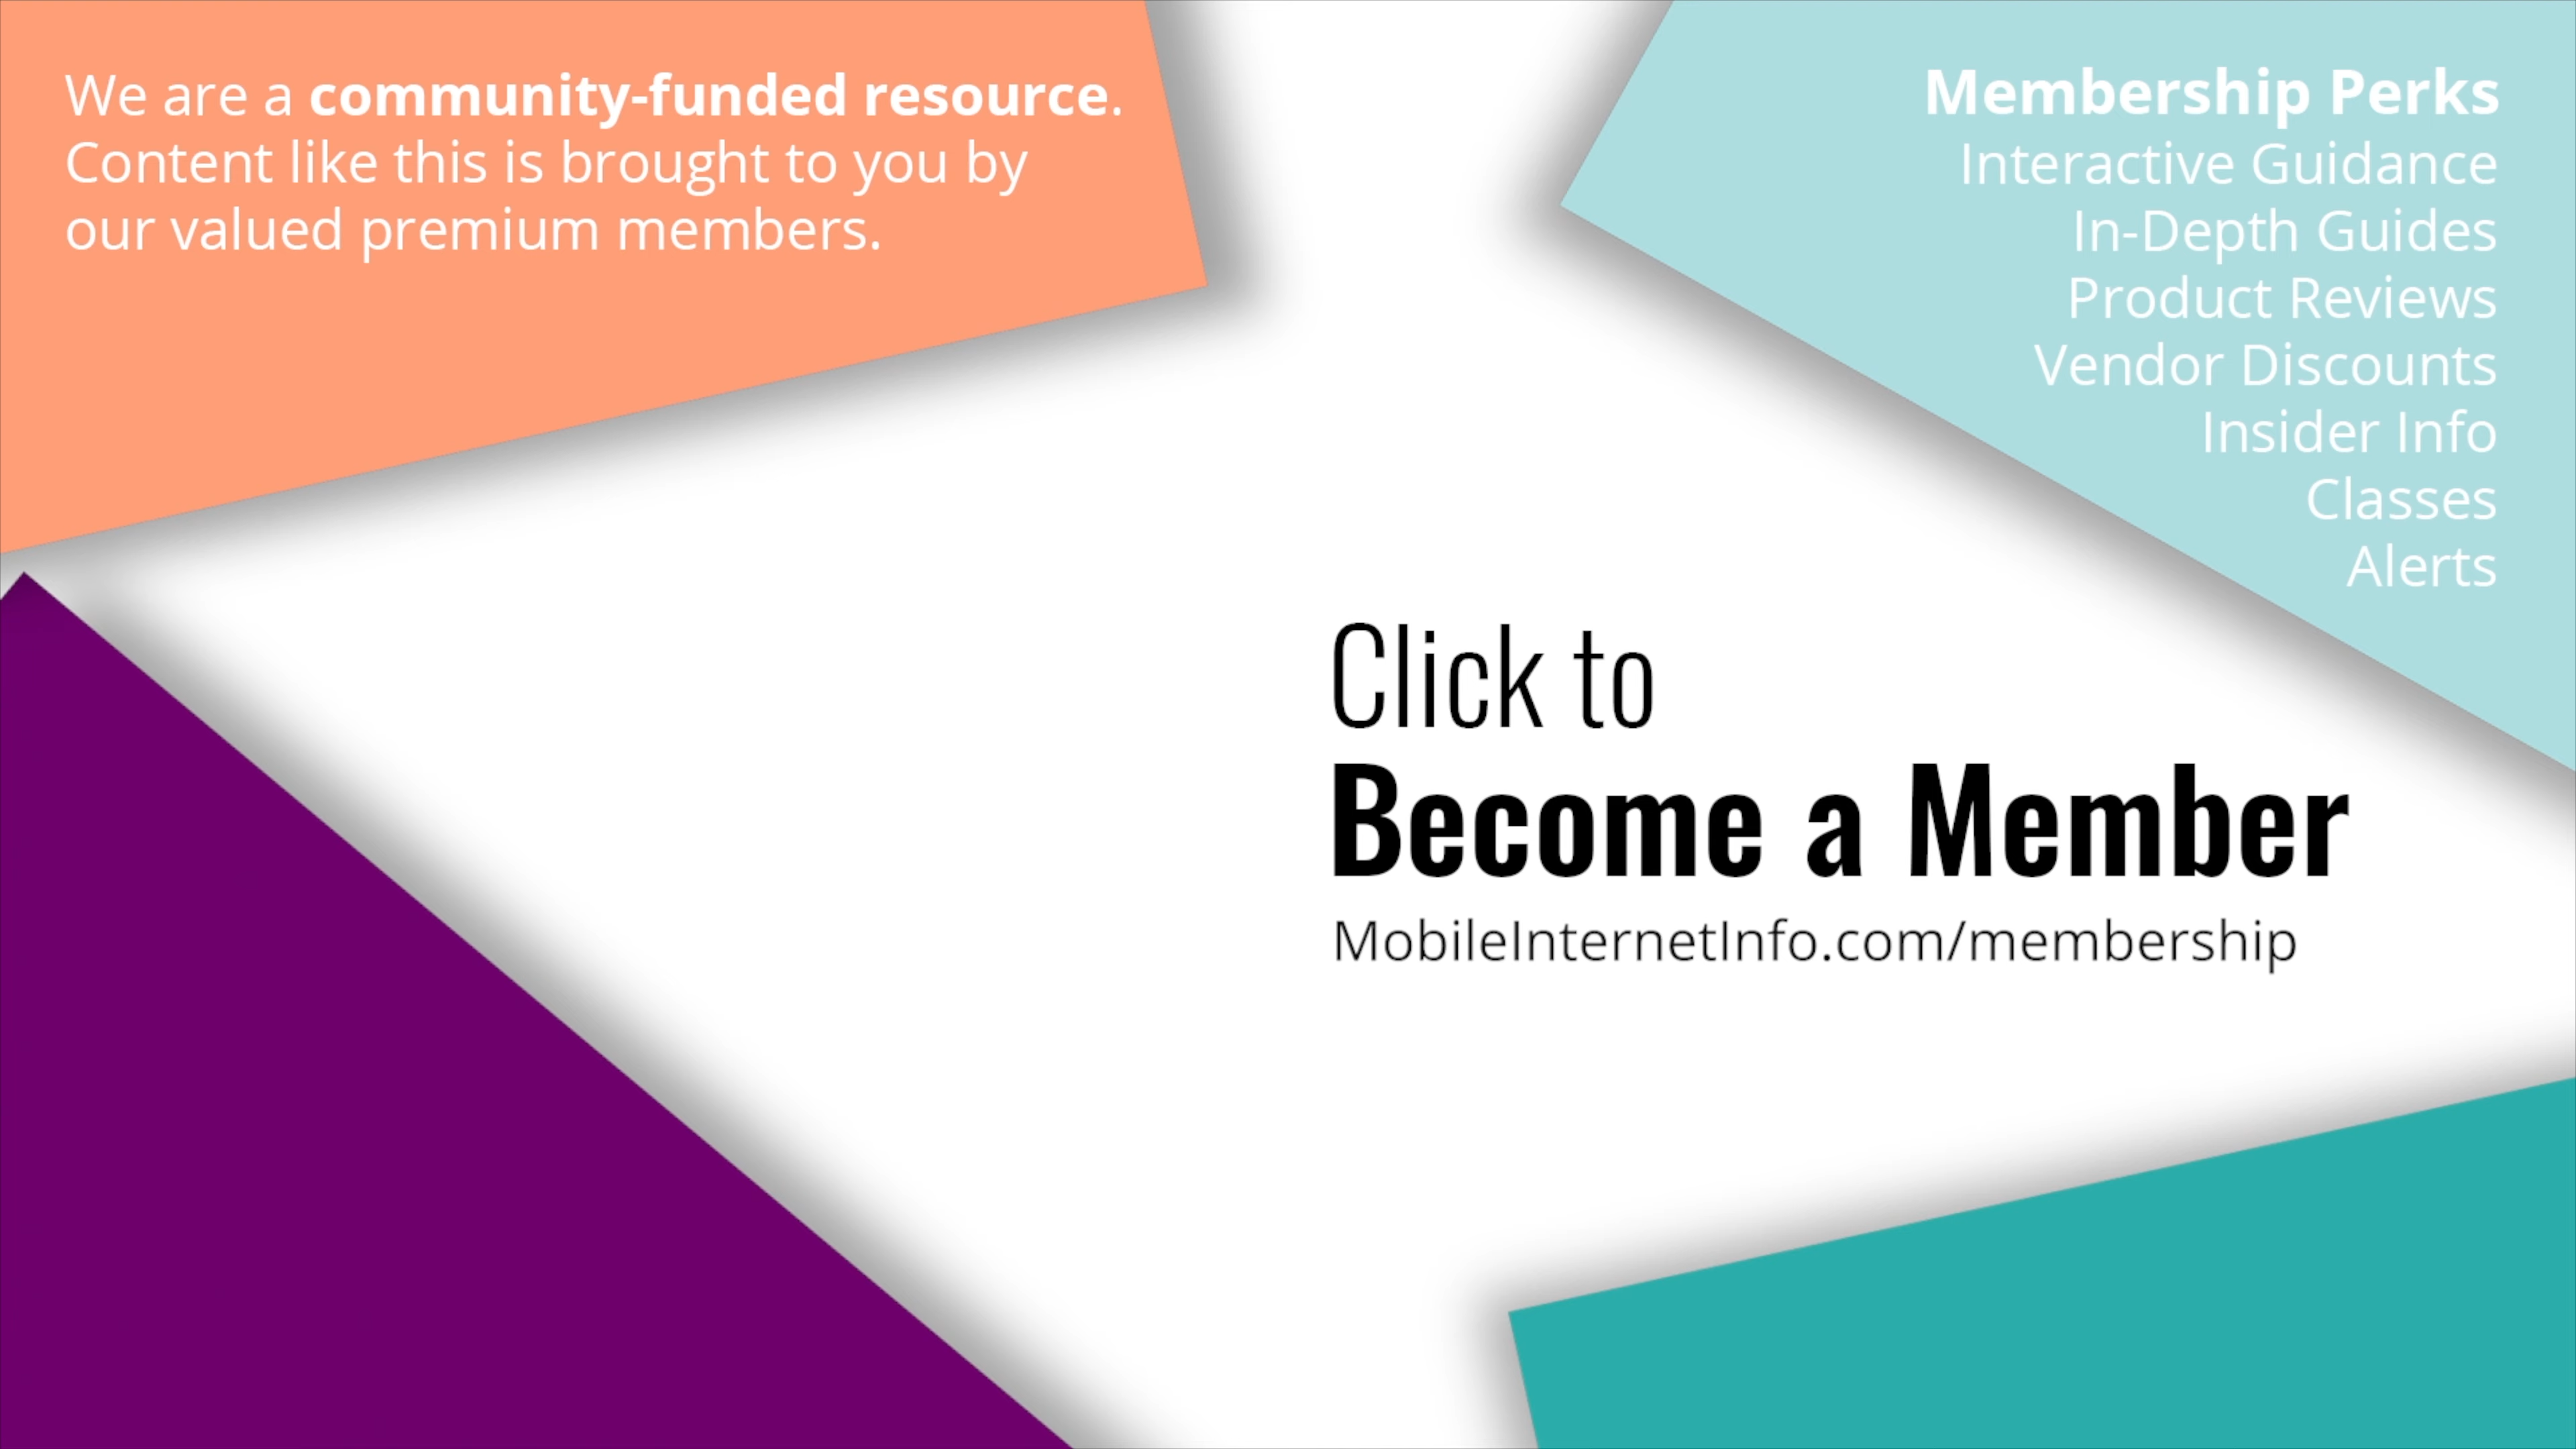 We are a community-funded resource.
Content like this is brought to you by
our valued premium members.
Membership Perks
Interactive Guidance
In-Depth Guides
Product Reviews
Vendor Discounts
Insider Info
Classes
Alerts
Click to
Become a Member
MobileInternetInfo.com/membership